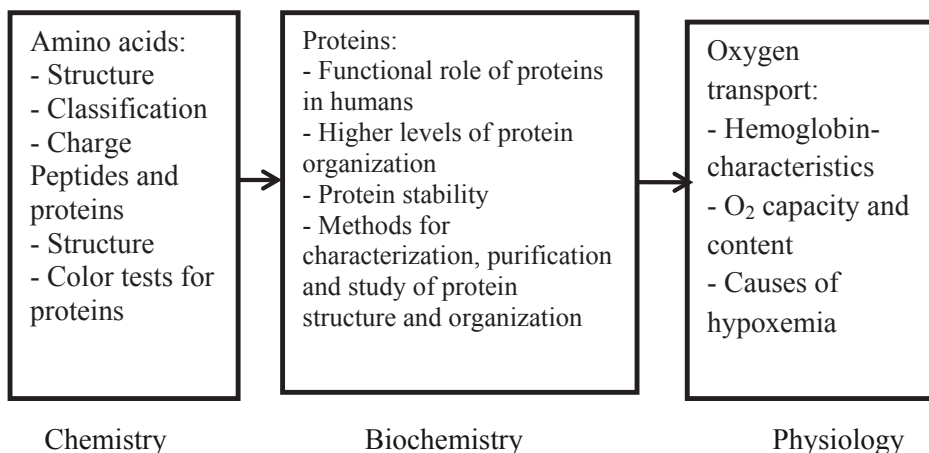 Amino acids:
- Structure
- Classification
- Charge
Peptides and
proteins
- Structure
- Color tests for
proteins
Proteins:
- Functional role of proteins
in humans
- Higher levels of protein
organization
- Protein stability
- Methods for
characterization, purification
and study of protein
structure and organization
Oxygen
transport:
- Hemoglobin-
characteristics
- O₂ capacity and
content
- Causes of
hypoxemia
Chemistry
Biochemistry
Physiology